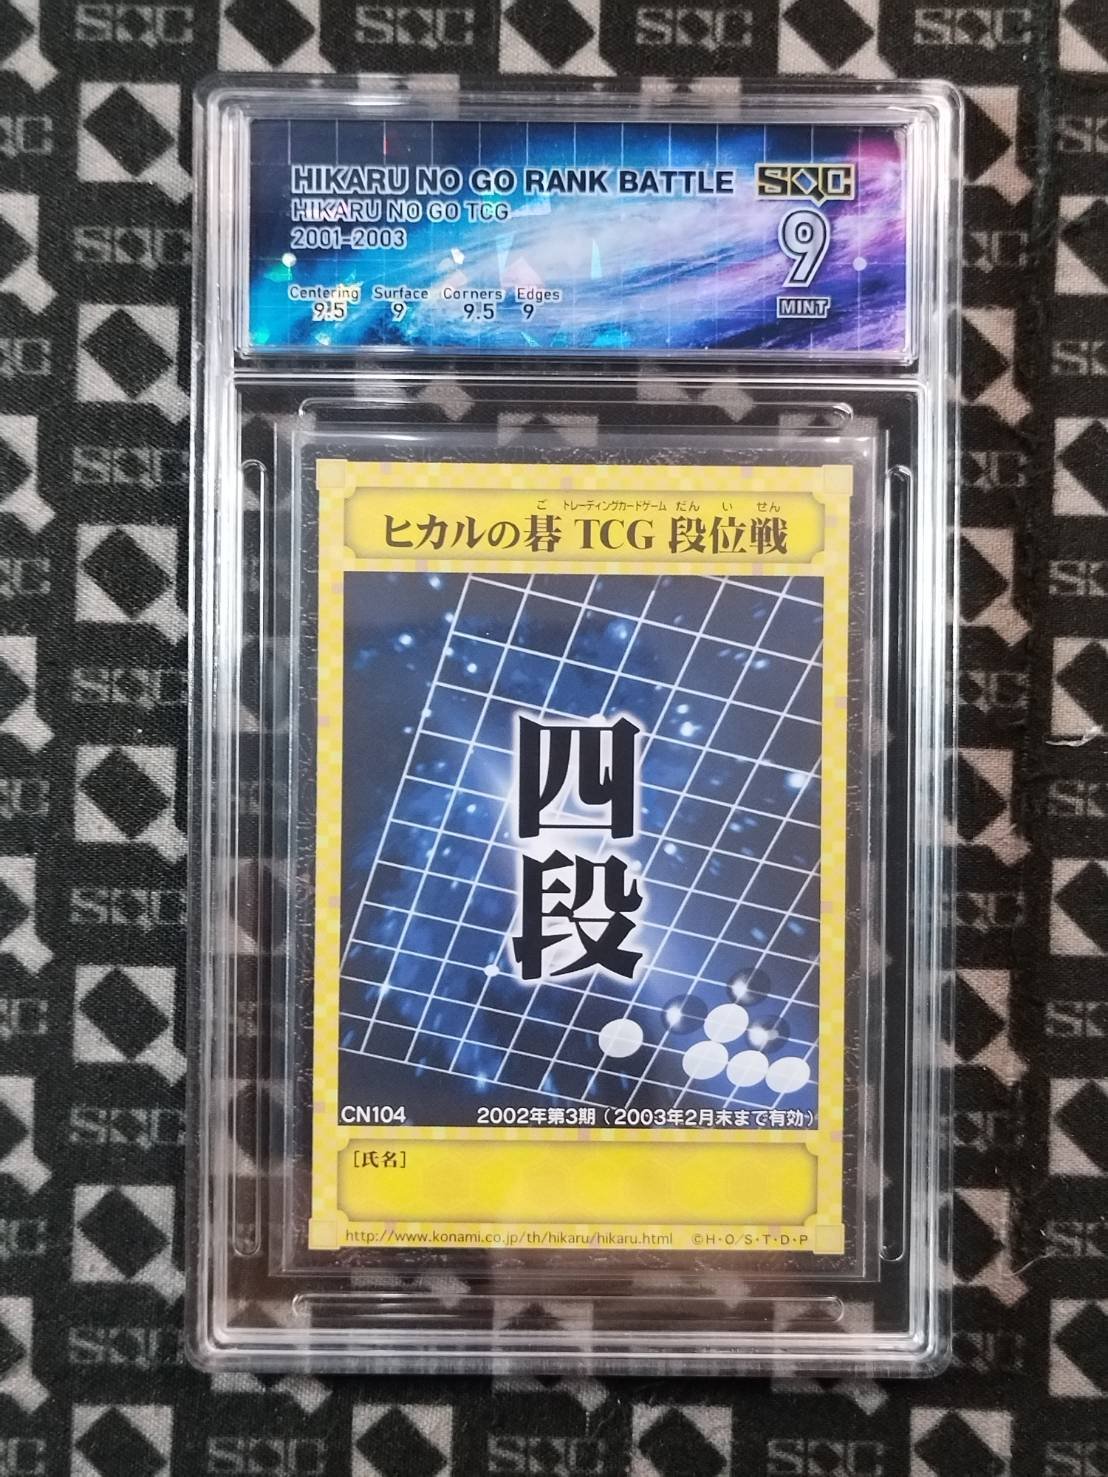 HIKARU NO GO RANK BATTLE
HIKARU NO GO TCG
2001-2003
Centering Surface Corners Edges
9.5 9 9.5 9
SQC
9
MINT
ご トレーディングカードゲーム だん い せん
ヒカルの碁 TCG 段位戦
四段
CN104 2002年第3期(2003年2月末まで有効)
[氏名]
http://www.konami.co.jp/th/hikaru/hikaru.html ©H·O/S·T·D·P